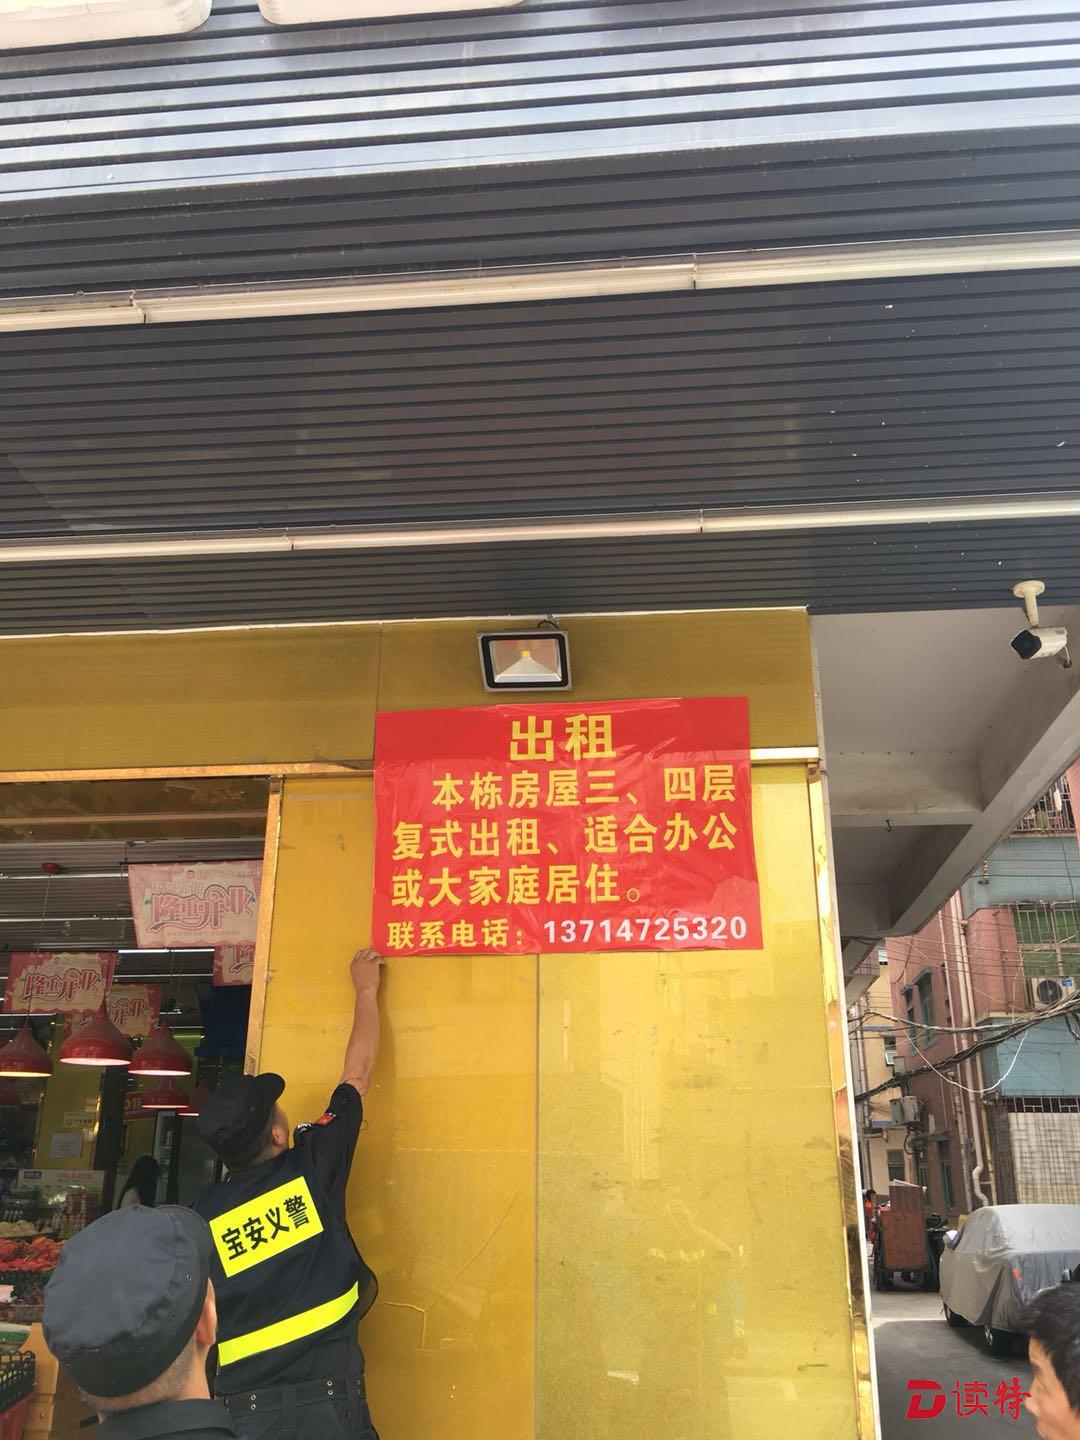 出租
本栋房屋三、四层
复式出租、适合办公
或大家庭居住。
联系电话：13714725320
隆重开业
隆重开业
开业
宝安义警
读特